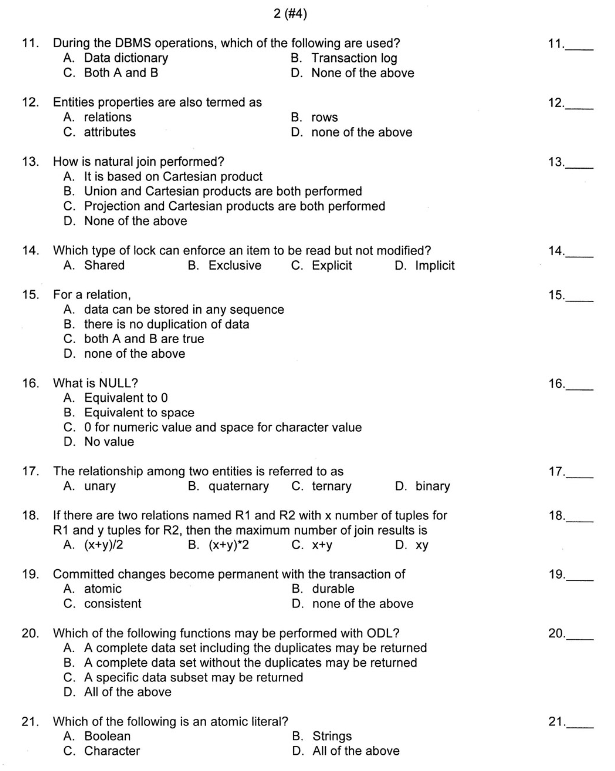 2 (#4)
11. During the DBMS operations, which of the following are used? 11.____
A. Data dictionary B. Transaction log
C. Both A and B D. None of the above
12. Entities properties are also termed as 12.____
A. relations B. rows
C. attributes D. none of the above
13. How is natural join performed? 13.____
A. It is based on Cartesian product
B. Union and Cartesian products are both performed
C. Projection and Cartesian products are both performed
D. None of the above
14. Which type of lock can enforce an item to be read but not modified? 14.____
A. Shared B. Exclusive C. Explicit D. Implicit
15. For a relation, 15.____
A. data can be stored in any sequence
B. there is no duplication of data
C. both A and B are true
D. none of the above
16. What is NULL? 16.____
A. Equivalent to 0
B. Equivalent to space
C. 0 for numeric value and space for character value
D. No value
17. The relationship among two entities is referred to as 17.____
A. unary B. quaternary C. ternary D. binary
18. If there are two relations named R1 and R2 with x number of tuples for 18.____
R1 and y tuples for R2, then the maximum number of join results is
A. (x+y)/2 B. (x+y)*2 C. x+y D. xy
19. Committed changes become permanent with the transaction of 19.____
A. atomic B. durable
C. consistent D. none of the above
20. Which of the following functions may be performed with ODL? 20.____
A. A complete data set including the duplicates may be returned
B. A complete data set without the duplicates may be returned
C. A specific data subset may be returned
D. All of the above
21. Which of the following is an atomic literal? 21.____
A. Boolean B. Strings
C. Character D. All of the above